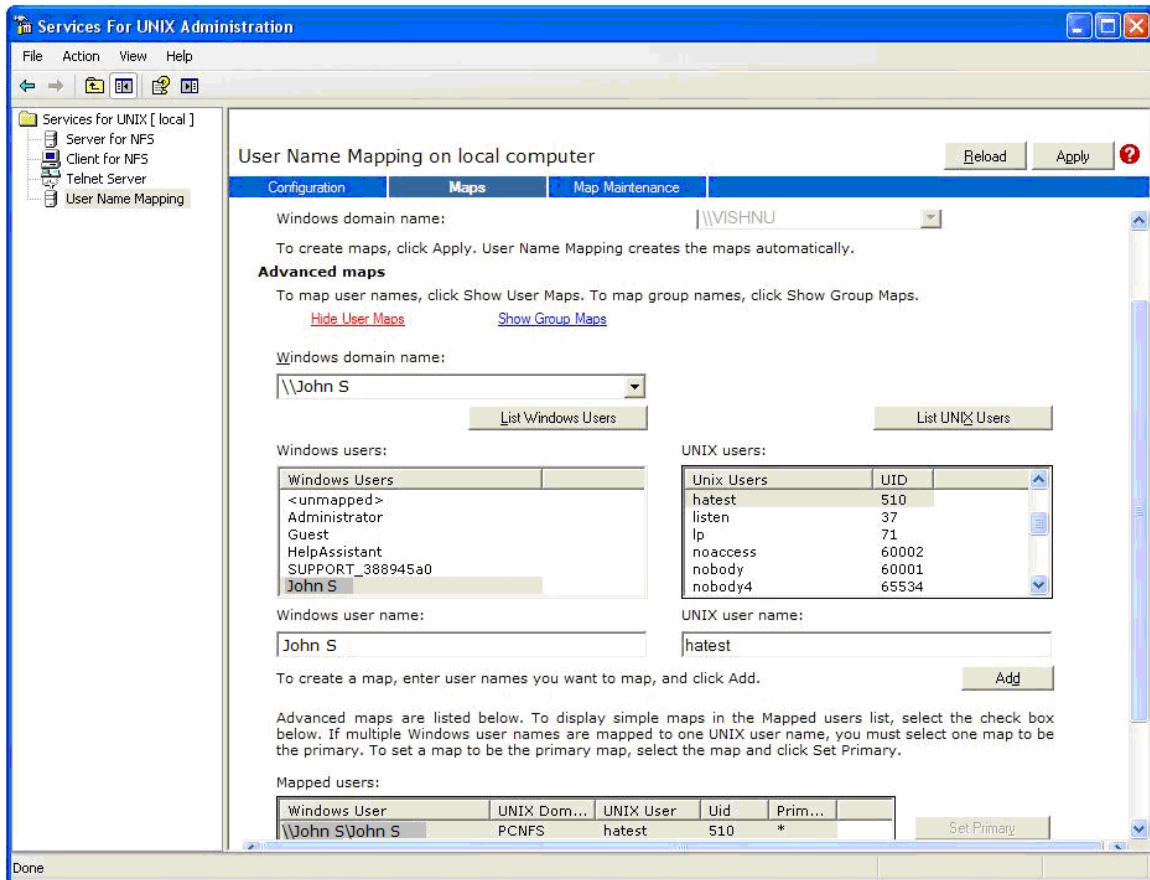 Services For UNIX Administration
File Action View Help
Services for UNIX [ local ]
Server for NFS
Client for NFS
Telnet Server
User Name Mapping
User Name Mapping on local computer
Reload Apply ?
Configuration Maps Map Maintenance
Windows domain name: \\VISHNU
To create maps, click Apply. User Name Mapping creates the maps automatically.
Advanced maps
To map user names, click Show User Maps. To map group names, click Show Group Maps.
Hide User Maps Show Group Maps
Windows domain name:
\\John S
List Windows Users List UNIX Users
Windows users: UNIX users:
Windows Users Unix Users UID
<unmapped> hatest 510
Administrator listen 37
Guest lp 71
HelpAssistant noaccess 60002
SUPPORT_388945a0 nobody 60001
John S nobody4 65534
Windows user name: UNIX user name:
John S hatest
To create a map, enter user names you want to map, and click Add. Add
Advanced maps are listed below. To display simple maps in the Mapped users list, select the check box
below. If multiple Windows user names are mapped to one UNIX user name, you must select one map to be
the primary. To set a map to be the primary map, select the map and click Set Primary.
Mapped users:
Windows User UNIX Dom... UNIX User Uid Prim...
\\John S\John S PCNFS hatest 510 *
Set Primary
Done